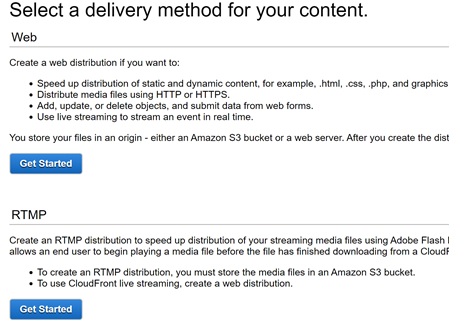 Select a delivery method for your content.
Web
Create a web distribution if you want to:
• Speed up distribution of static and dynamic content, for example, .html, .css, .php, and graphics
• Distribute media files using HTTP or HTTPS.
• Add, update, or delete objects, and submit data from web forms.
• Use live streaming to stream an event in real time.
You store your files in an origin - either an Amazon S3 bucket or a web server. After you create the dist
Get Started
RTMP
Create an RTMP distribution to speed up distribution of your streaming media files using Adobe Flash
allows an end user to begin playing a media file before the file has finished downloading from a CloudF
• To create an RTMP distribution, you must store the media files in an Amazon S3 bucket.
• To use CloudFront live streaming, create a web distribution.
Get Started